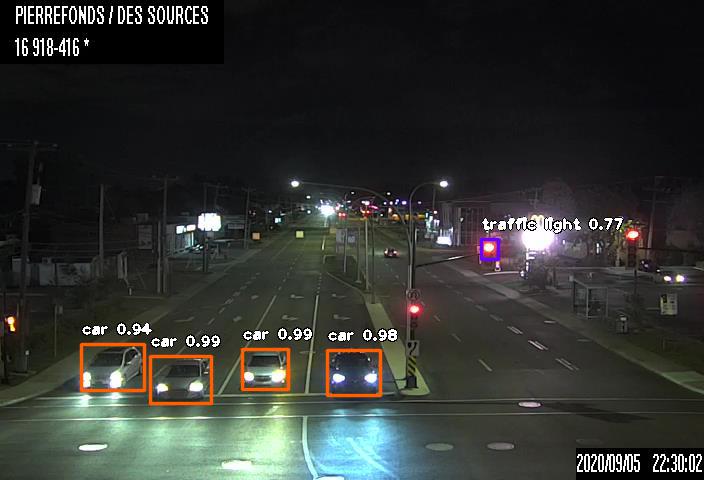 PIERREFONDS / DES SOURCES
16 918-416 *
traffic light 0.77
car 0.94
car 0.99
car 0.99
car 0.98
2020/09/05 22:30:02